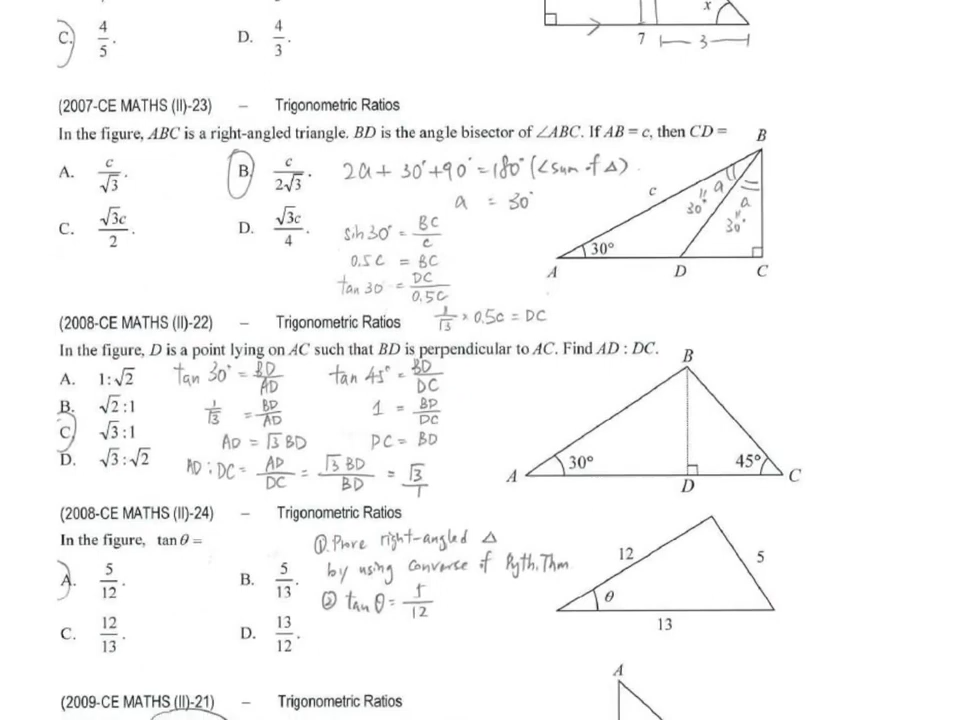 x
C. 4/5. D. 4/3.
7 3
(2007-CE MATHS (II)-23) – Trigonometric Ratios
In the figure, ABC is a right-angled triangle. BD is the angle bisector of ∠ABC. If AB = c, then CD =
A. c/√3. B. c/(2√3).
C. √3c/2. D. √3c/4.
2a + 30° + 90° = 180° (∠sum of Δ)
a = 30°
sin 30° = BC/c
0.5c = BC
tan 30 = DC/0.5c
1/√3 × 0.5c = DC
B
c
a
30°
a
30°
30°
A D C
(2008-CE MATHS (II)-22) – Trigonometric Ratios
In the figure, D is a point lying on AC such that BD is perpendicular to AC. Find AD : DC.
A. 1:√2
B. √2:1
C. √3:1
D. √3:√2
tan 30° = BD/AD
1/√3 = BD/AD
AD = √3 BD
tan 45° = BD/DC
1 = BD/DC
DC = BD
AD : DC = AD/DC = √3 BD/BD = √3/1
B
30° 45°
A D C
(2008-CE MATHS (II)-24) – Trigonometric Ratios
In the figure, tan θ =
A. 5/12. B. 5/13.
C. 12/13. D. 13/12.
① Prove right-angled Δ
by using converse of Pyth. Thm
② tan θ = 5/12
12 5
θ
13
(2009-CE MATHS (II)-21) – Trigonometric Ratios
A